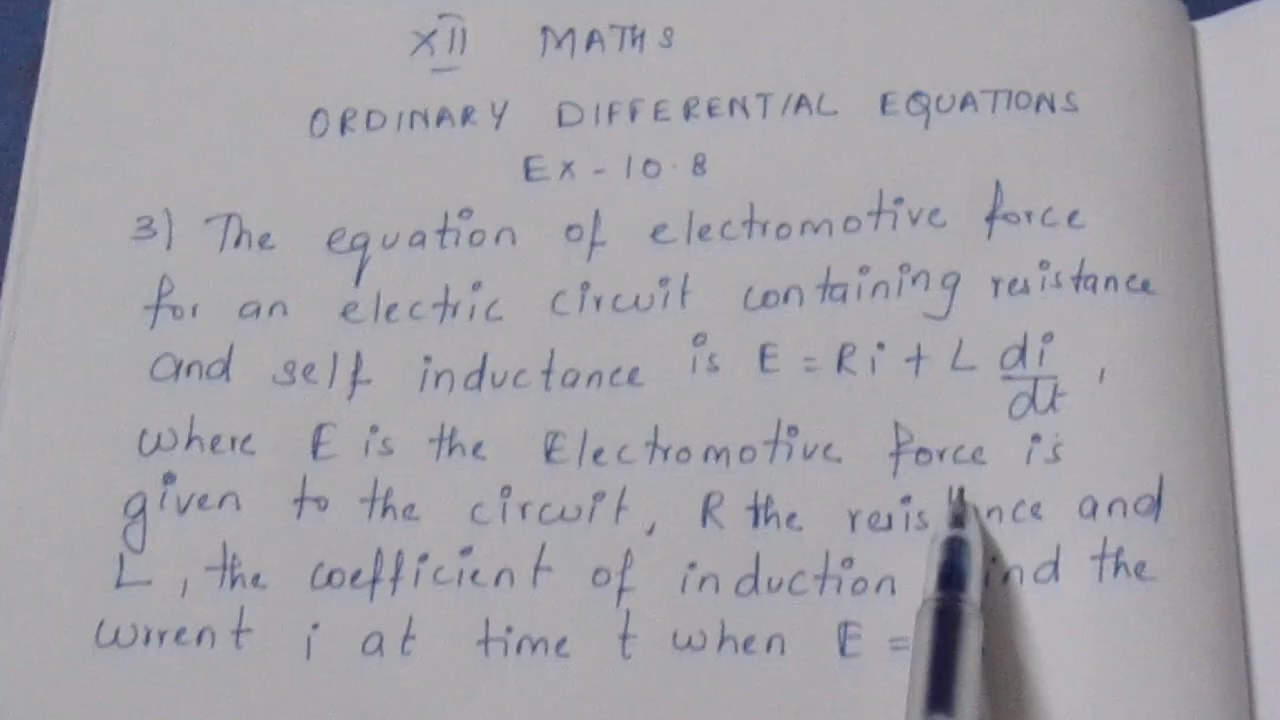 XII MATHS
ORDINARY DIFFERENTIAL EQUATIONS
Ex - 10.8
3) The equation of electromotive force
for an electric circuit containing resistance
and self inductance is E = Ri + L di/dt ,
where E is the Electromotive force is
given to the circuit, R the and
L, the coefficient of induction the
current i at time t when E =